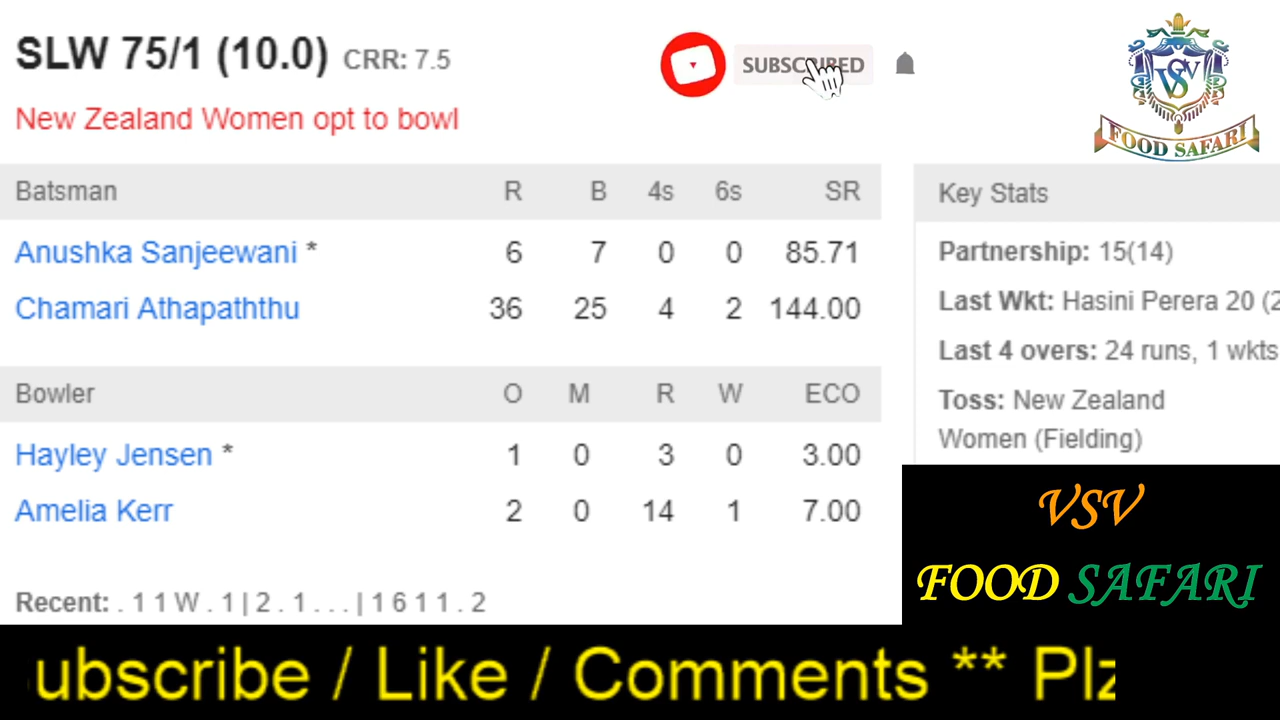 SLW 75/1 (10.0) CRR: 7.5
SUBSCRIBED
VSV
FOOD SAFARI
New Zealand Women opt to bowl
Batsman R B 4s 6s SR
Anushka Sanjeewani * 6 7 0 0 85.71
Chamari Athapaththu 36 25 4 2 144.00
Bowler O M R W ECO
Hayley Jensen * 1 0 3 0 3.00
Amelia Kerr 2 0 14 1 7.00
Recent: . 1 1 W . 1 | 2 . 1 . . . | 1 6 1 1 . 2
Key Stats
Partnership: 15(14)
Last Wkt: Hasini Perera 20 (2
Last 4 overs: 24 runs, 1 wkts
Toss: New Zealand
Women (Fielding)
VSV
FOOD SAFARI
ubscribe / Like / Comments ** Plz